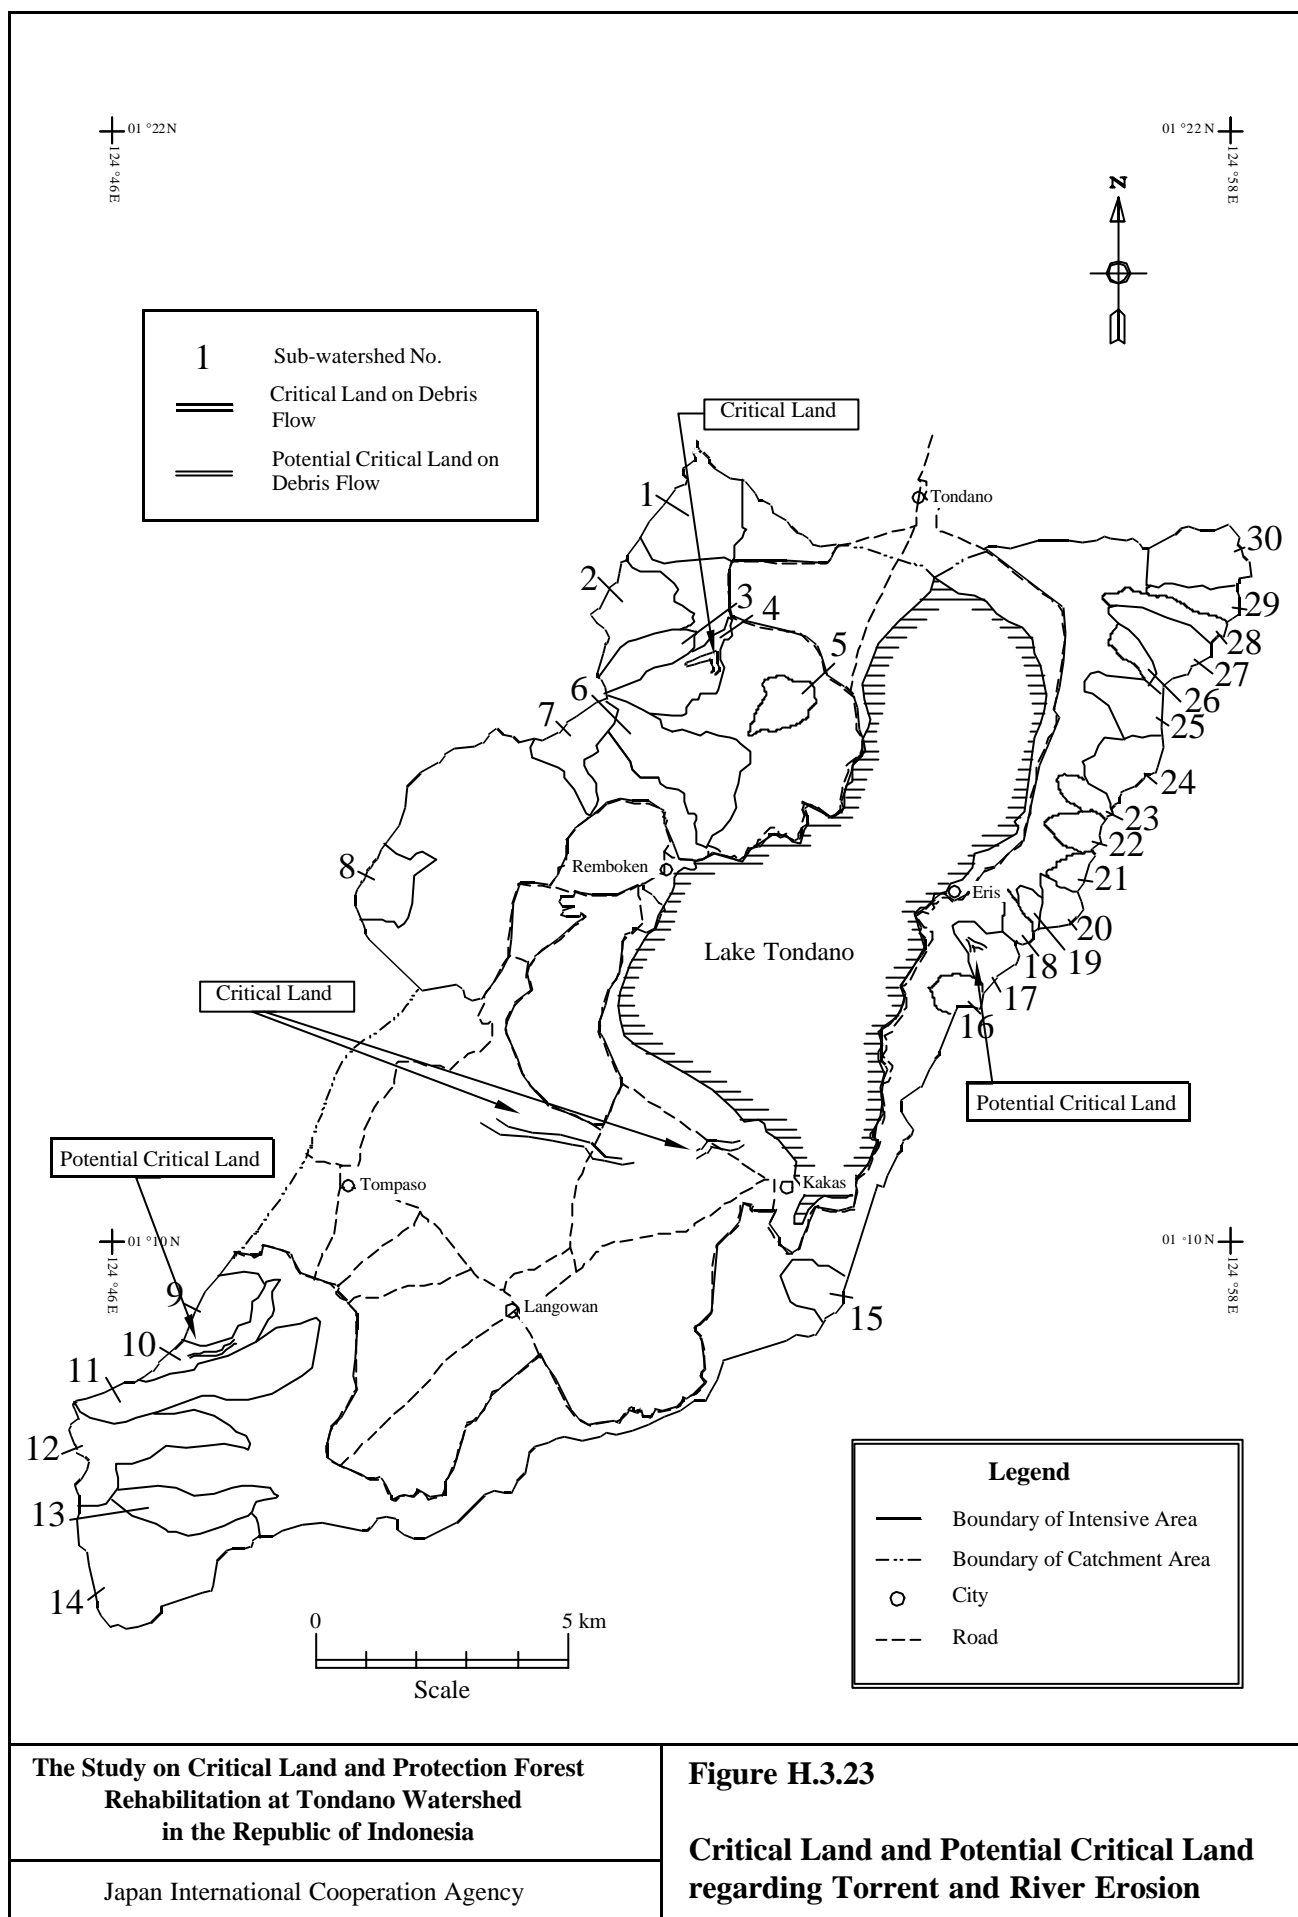 01 °22N
124 °46E
01 °22 N
124 °58E
N
1
Sub-watershed No.
Critical Land on Debris
Flow
Potential Critical Land on
Debris Flow
Critical Land
1
Tondano
30
2
3
4
29
5
28
27
6
26
7
25
24
23
22
8
Remboken
21
Eris
20
19
18
Lake Tondano
17
16
Critical Land
Potential Critical Land
Potential Critical Land
Tompaso
Kakas
01 °10 N
124 °46E
01 °10 N
124 °58E
9
Langowan
15
10
11
12
13
14
Legend
Boundary of Intensive Area
Boundary of Catchment Area
City
Road
0
5 km
Scale
The Study on Critical Land and Protection Forest
Rehabilitation at Tondano Watershed
in the Republic of Indonesia
Japan International Cooperation Agency
Figure H.3.23
Critical Land and Potential Critical Land
regarding Torrent and River Erosion